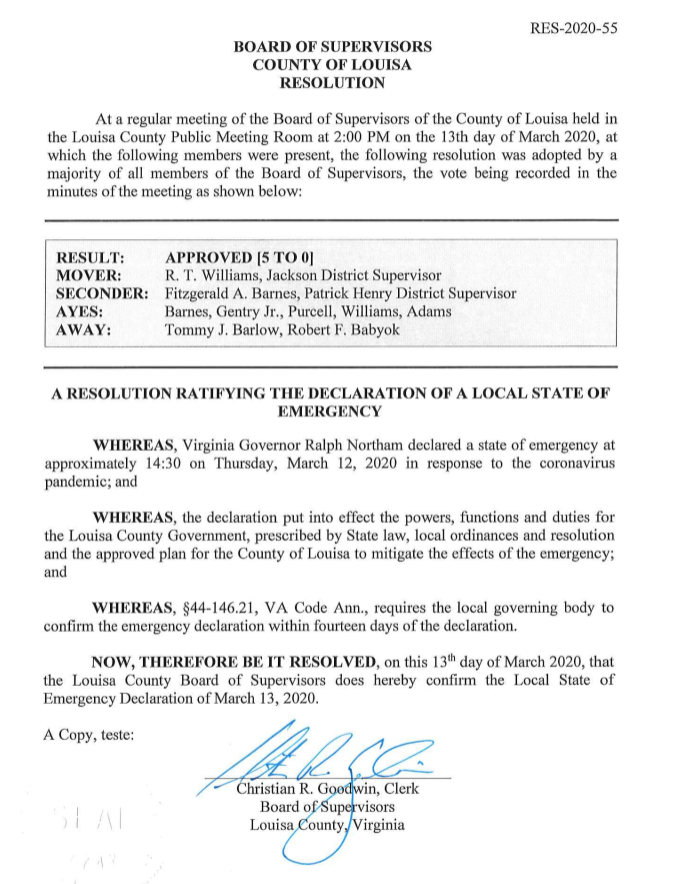 RES-2020-55
BOARD OF SUPERVISORS
COUNTY OF LOUISA
RESOLUTION
At a regular meeting of the Board of Supervisors of the County of Louisa held in
the Louisa County Public Meeting Room at 2:00 PM on the 13th day of March 2020, at
which the following members were present, the following resolution was adopted by a
majority of all members of the Board of Supervisors, the vote being recorded in the
minutes of the meeting as shown below:
RESULT: APPROVED [5 TO 0]
MOVER: R. T. Williams, Jackson District Supervisor
SECONDER: Fitzgerald A. Barnes, Patrick Henry District Supervisor
AYES: Barnes, Gentry Jr., Purcell, Williams, Adams
AWAY: Tommy J. Barlow, Robert F. Babyok
A RESOLUTION RATIFYING THE DECLARATION OF A LOCAL STATE OF
EMERGENCY
WHEREAS, Virginia Governor Ralph Northam declared a state of emergency at
approximately 14:30 on Thursday, March 12, 2020 in response to the coronavirus
pandemic; and
WHEREAS, the declaration put into effect the powers, functions and duties for
the Louisa County Government, prescribed by State law, local ordinances and resolution
and the approved plan for the County of Louisa to mitigate the effects of the emergency;
and
WHEREAS, §44-146.21, VA Code Ann., requires the local governing body to
confirm the emergency declaration within fourteen days of the declaration.
NOW, THEREFORE BE IT RESOLVED, on this 13th day of March 2020, that
the Louisa County Board of Supervisors does hereby confirm the Local State of
Emergency Declaration of March 13, 2020.
A Copy, teste:
Christian R. Goodwin, Clerk
Board of Supervisors
Louisa County, Virginia